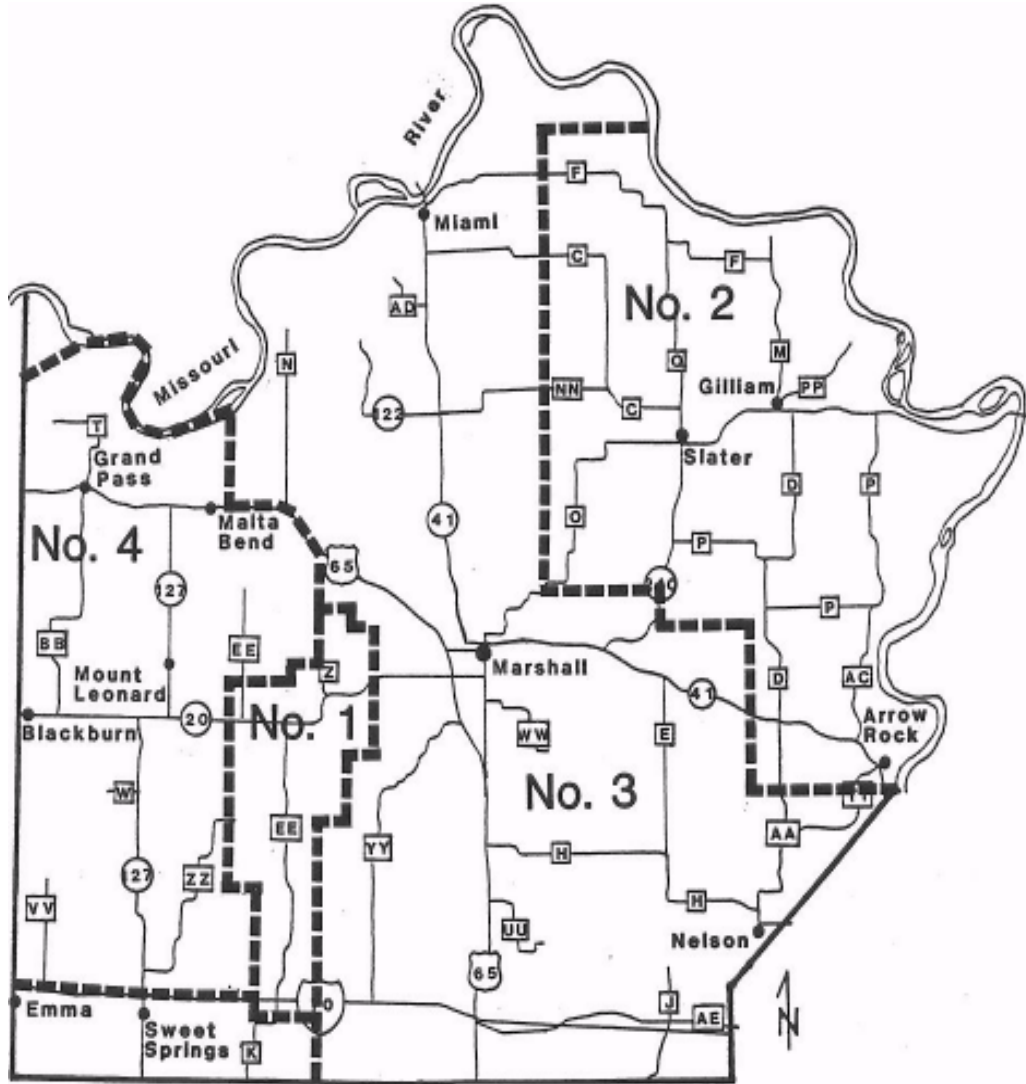 River
F
Miami
C
F
AD
No. 2
Missouri
N
Q
M
PP
Gilliam
122
NN
C
T
Grand
Pass
Slater
D
P
Malta
Bend
41
O
No. 4
65
P
127
BB
EE
P
Mount
Leonard
Z
Marshall
D
AC
41
Blackburn
20
No. 1
WW
E
Arrow
Rock
W
No. 3
EE
AA
YY
H
127
ZZ
VV
H
UU
Nelson
65
Emma
J
AE
N
Sweet
Springs
K